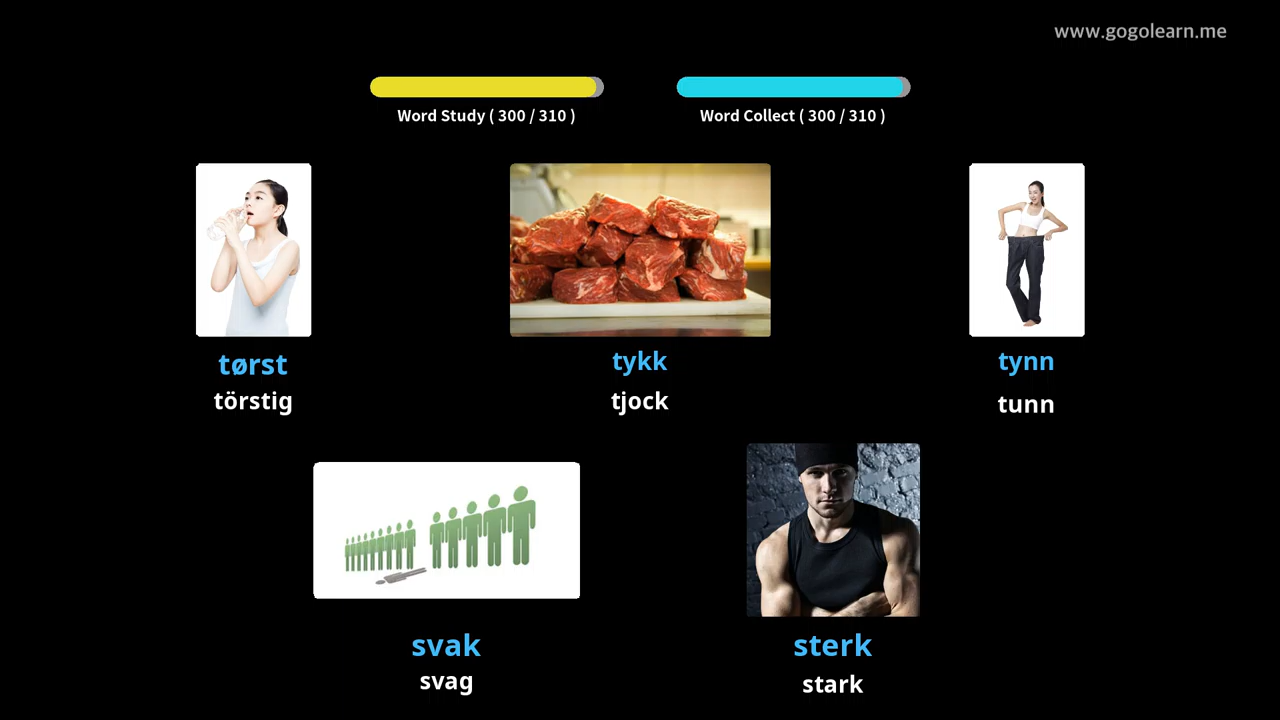 www.gogolearn.me
Word Study ( 300 / 310 )
Word Collect ( 300 / 310 )
tørst
törstig
tykk
tjock
tynn
tunn
svak
svag
sterk
stark